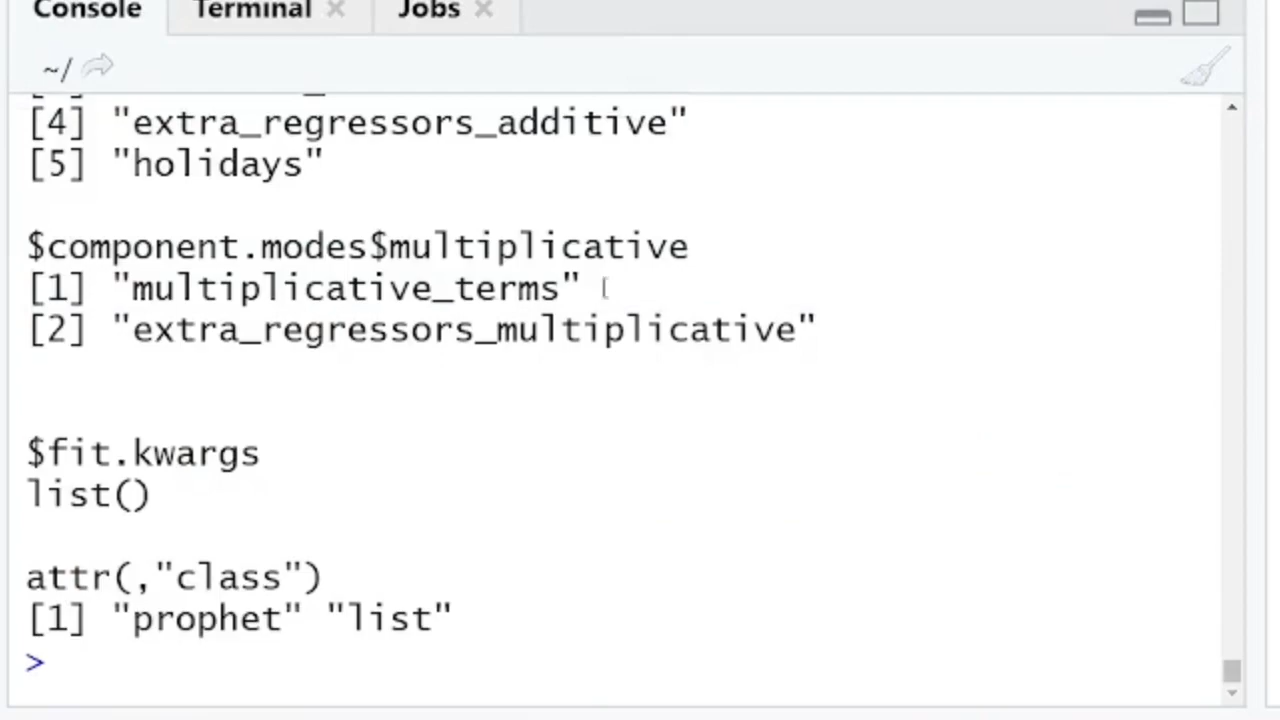 Console Terminal Jobs
~/
[4] "extra_regressors_additive"
[5] "holidays"
$component.modes$multiplicative
[1] "multiplicative_terms"
[2] "extra_regressors_multiplicative"
$fit.kwargs
list()
attr(,"class")
[1] "prophet" "list"
>